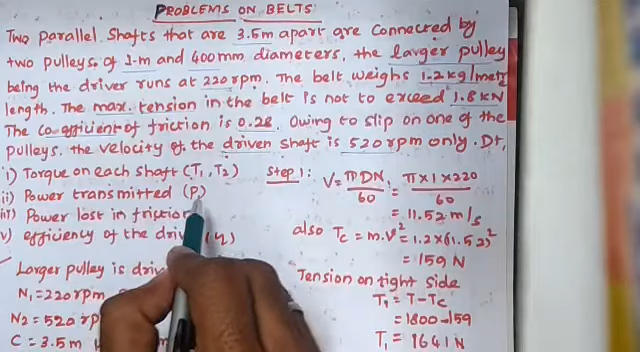 PROBLEMS ON BELTS
Two parallel shafts that are 3.5m apart are connected by
two pulleys of 1-m and 400mm diameters, the larger pulley
being the driver runs at 220rpm. The belt weighs 1.2kg/metr
length. The max. tension in the belt is not to exceed 1.8KN
The co-efficient of friction is 0.28. Owing to slip on one of the
pulleys. the velocity of the driven shaft is 520rpm only. Dt,
i) Torque on each shaft (T1, T2)
ii) Power transmitted (P)
iii) Power lost in friction
v) efficiency of the driv (η)
Larger pulley is driv
N1=220rpm
N2=520rp
C=3.5m
Step 1:
V=πDN/60=π×1×220/60
=11.52m/s
also Tc=m.V²=1.2×(1.52)²
=159N
Tension on tight side
T1=T-Tc
=1800-159
T1=1641N